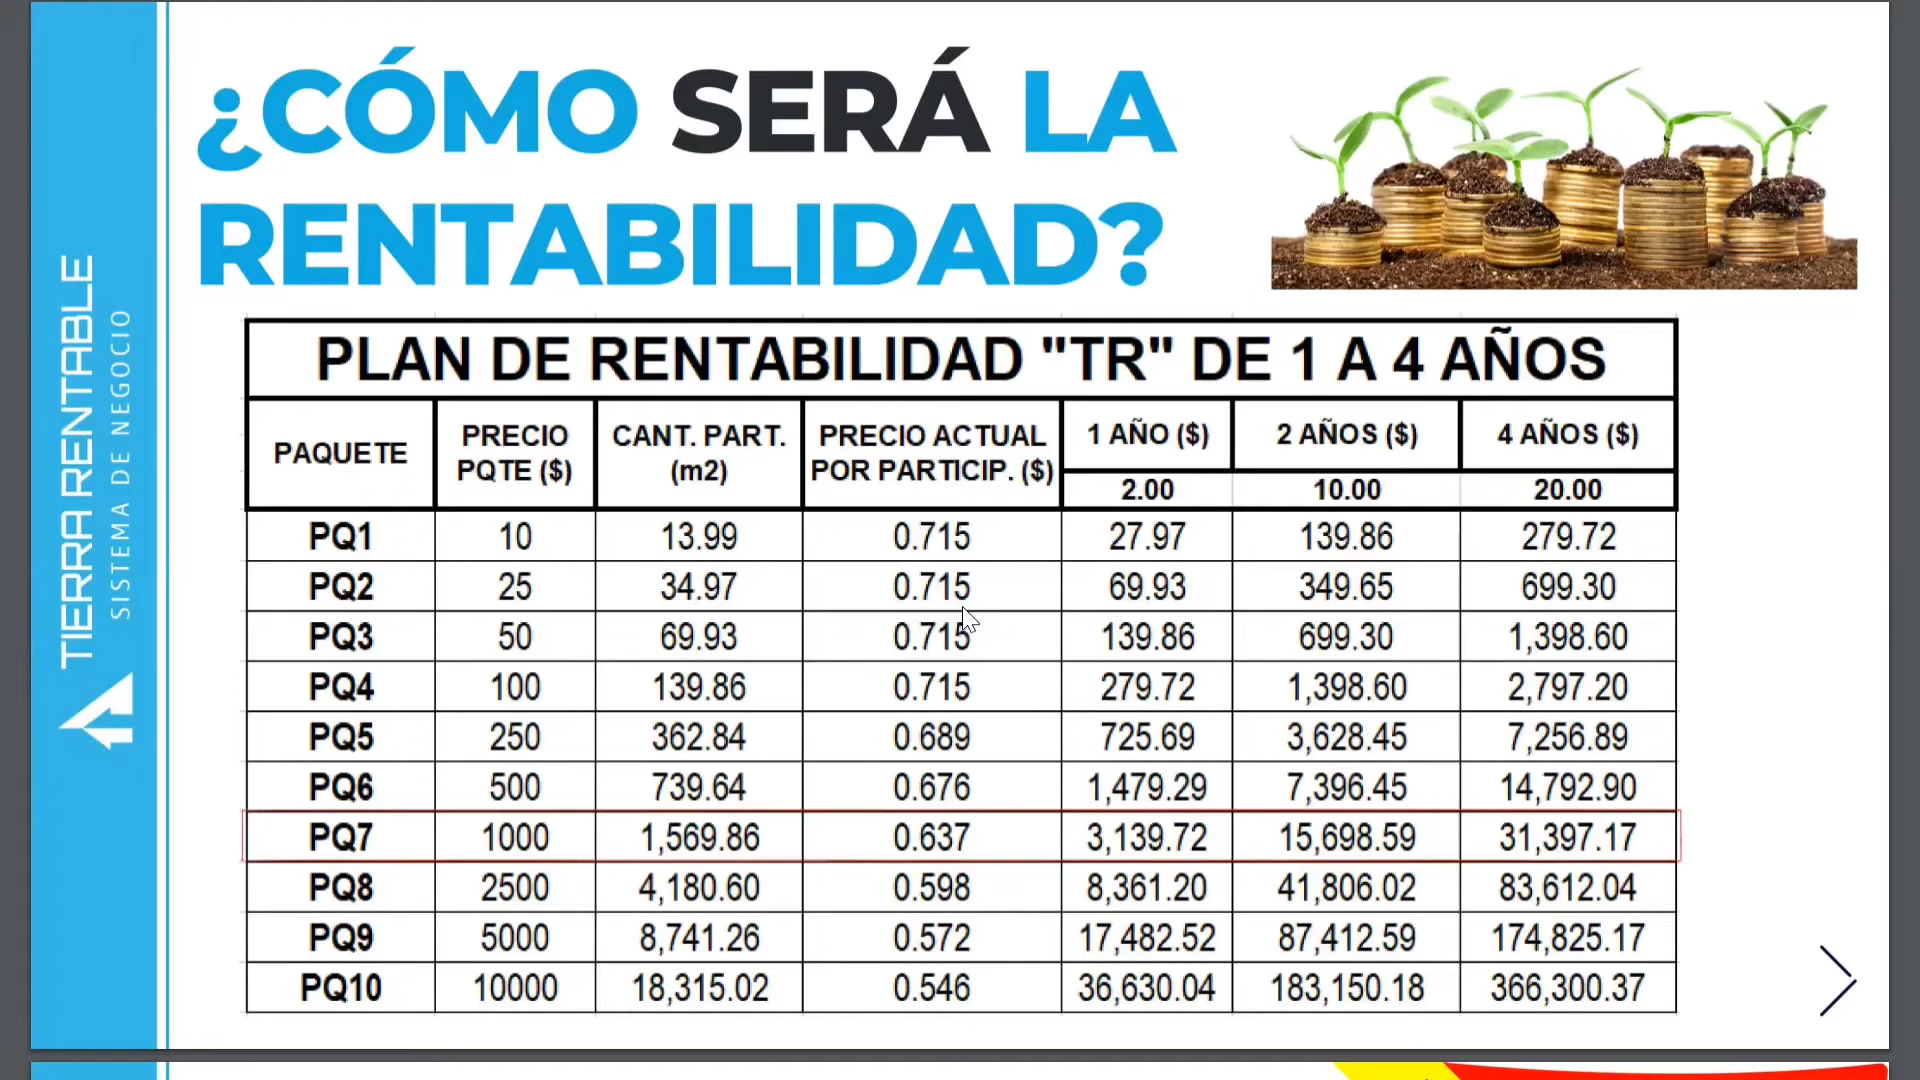 TIERRA RENTABLE
SISTEMA DE NEGOCIO
¿CÓMO SERÁ LA
RENTABILIDAD?
PLAN DE RENTABILIDAD "TR" DE 1 A 4 AÑOS
PAQUETE PRECIO PQTE ($) CANT. PART. (m2) PRECIO ACTUAL POR PARTICIP. ($) 1 AÑO ($) 2 AÑOS ($) 4 AÑOS ($)
2.00 10.00 20.00
PQ1 10 13.99 0.715 27.97 139.86 279.72
PQ2 25 34.97 0.715 69.93 349.65 699.30
PQ3 50 69.93 0.715 139.86 699.30 1,398.60
PQ4 100 139.86 0.715 279.72 1,398.60 2,797.20
PQ5 250 362.84 0.689 725.69 3,628.45 7,256.89
PQ6 500 739.64 0.676 1,479.29 7,396.45 14,792.90
PQ7 1000 1,569.86 0.637 3,139.72 15,698.59 31,397.17
PQ8 2500 4,180.60 0.598 8,361.20 41,806.02 83,612.04
PQ9 5000 8,741.26 0.572 17,482.52 87,412.59 174,825.17
PQ10 10000 18,315.02 0.546 36,630.04 183,150.18 366,300.37